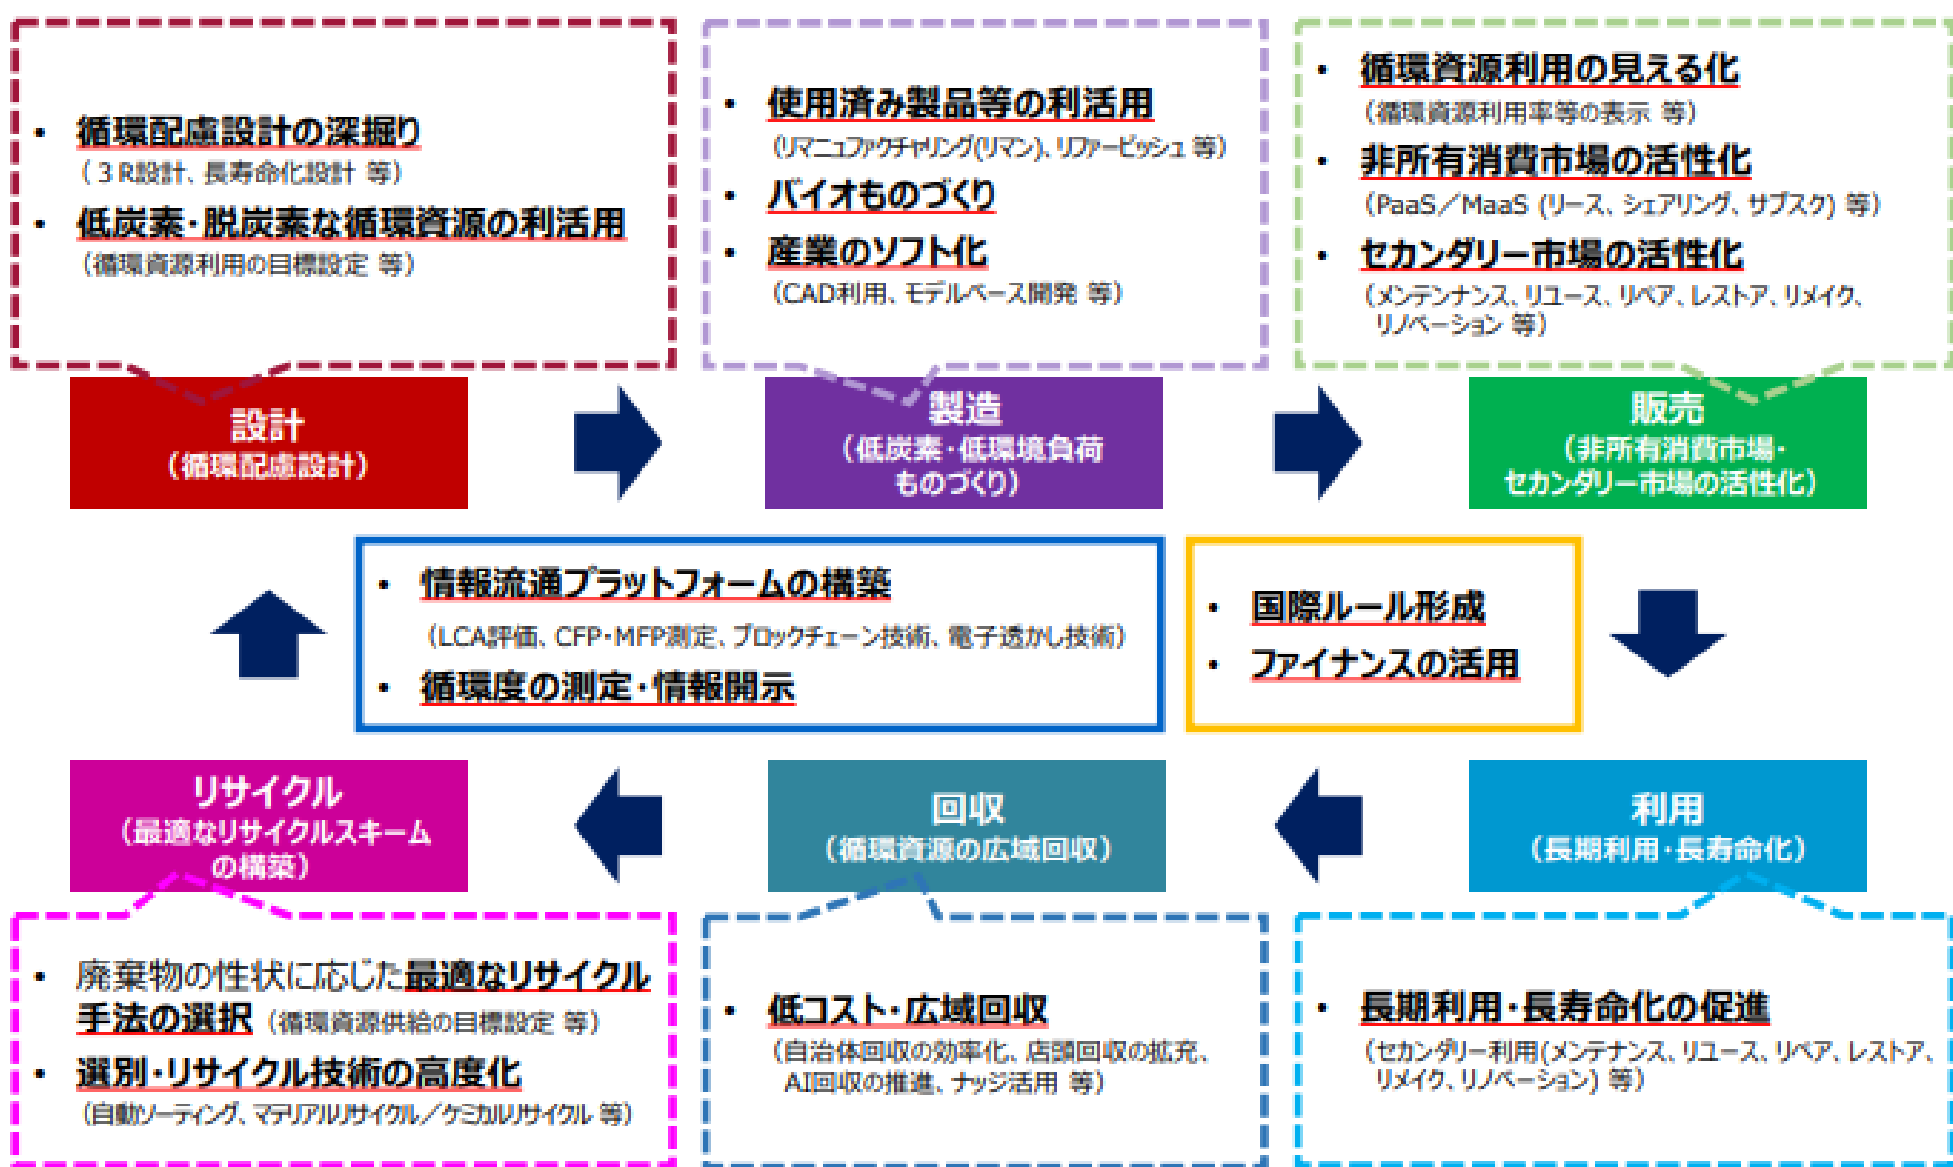 • 循環配慮設計の深掘り
（３R設計、長寿命化設計 等）
• 低炭素・脱炭素な循環資源の利活用
（循環資源利用の目標設定 等）
• 使用済み製品等の利活用
（リマニュファクチャリング(リマン)、リファービッシュ 等）
• バイオものづくり
• 産業のソフト化
（CAD利用、モデルベース開発 等）
• 循環資源利用の見える化
（循環資源利用率等の表示 等）
• 非所有消費市場の活性化
（PaaS／MaaS (リース、シェアリング、サブスク) 等）
• セカンダリー市場の活性化
（メンテンナンス、リユース、リペア、レストア、リメイク、
リノベーション 等）
設計
（循環配慮設計）
製造
（低炭素・低環境負荷
ものづくり）
販売
（非所有消費市場・
セカンダリー市場の活性化）
• 情報流通プラットフォームの構築
（LCA評価、CFP・MFP測定、ブロックチェーン技術、電子透かし技術）
• 循環度の測定・情報開示
• 国際ルール形成
• ファイナンスの活用
リサイクル
（最適なリサイクルスキーム
の構築）
回収
（循環資源の広域回収）
利用
（長期利用・長寿命化）
• 廃棄物の性状に応じた最適なリサイクル
手法の選択（循環資源供給の目標設定 等）
• 選別・リサイクル技術の高度化
（自動ソーティング、マテリアルリサイクル／ケミカルリサイクル 等）
• 低コスト・広域回収
（自治体回収の効率化、店頭回収の拡充、
AI回収の推進、ナッジ活用 等）
• 長期利用・長寿命化の促進
（セカンダリー利用(メンテナンス、リユース、リペア、レストア、
リメイク、リノベーション) 等）